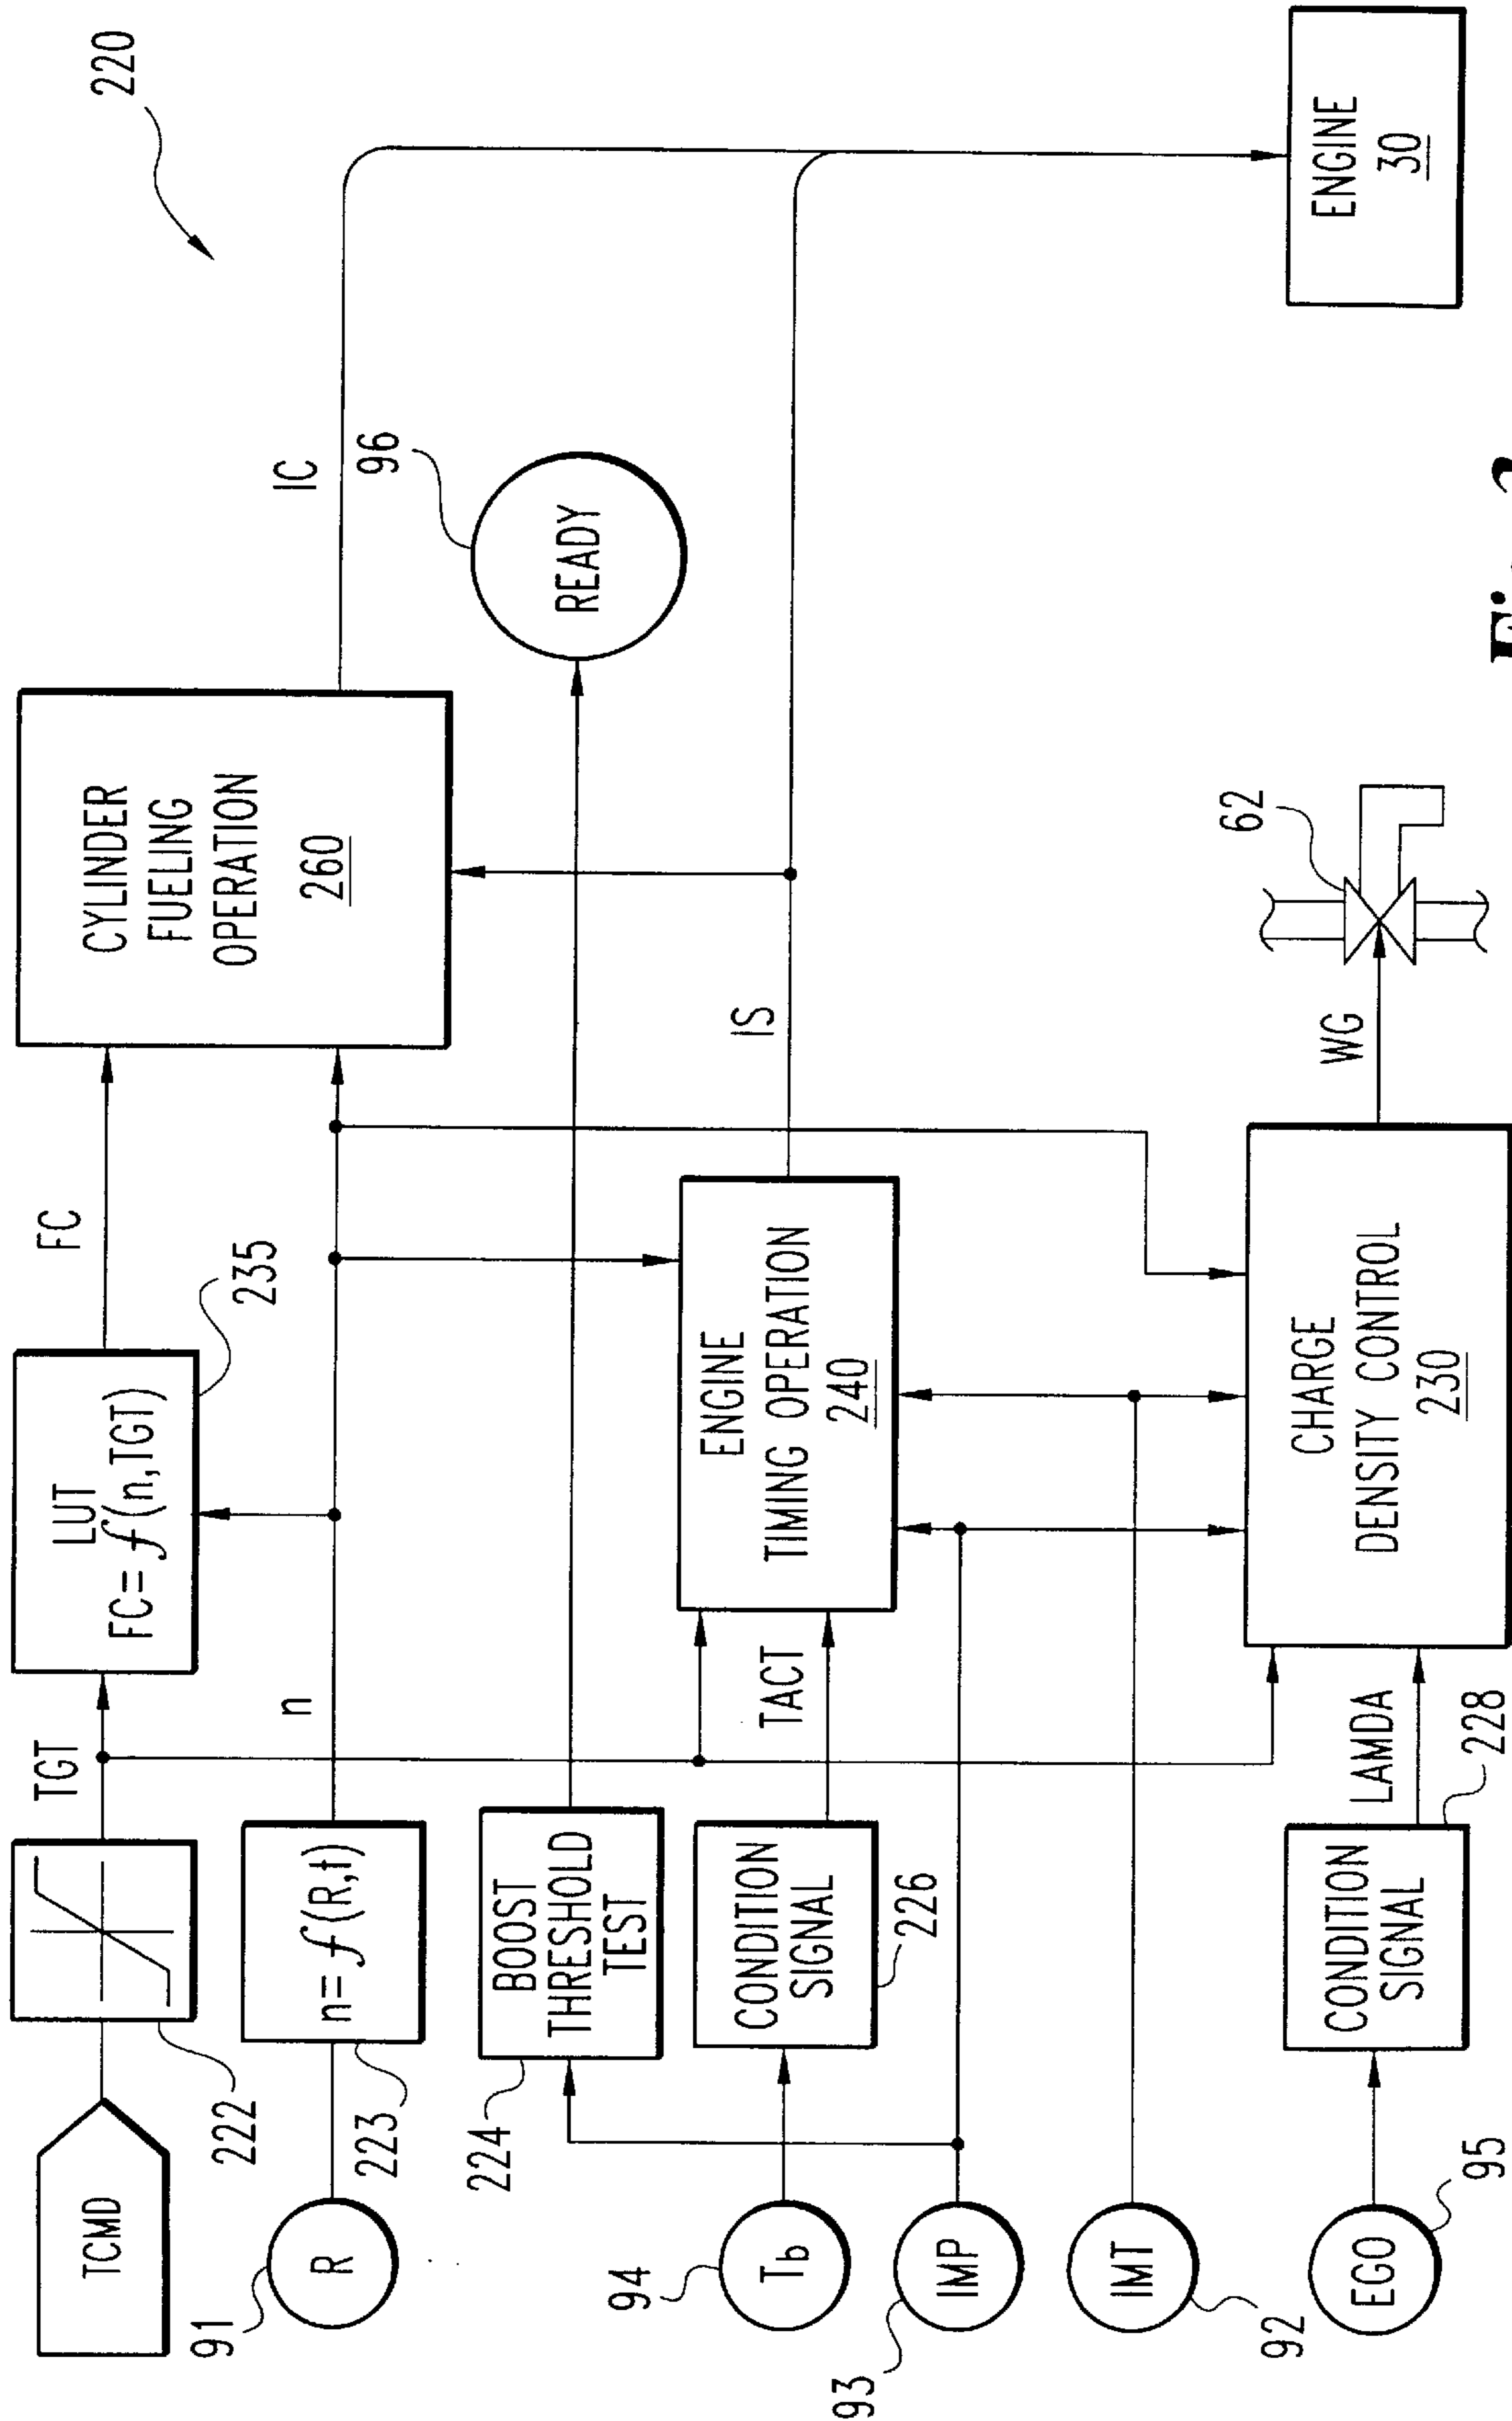 220
TCMD
222
TGT
LUT
FC= f(n,TGT)
235
FC
CYLINDER
FUELING
OPERATION
260
IC
91
R
n= f(R,t)
223
n
96
READY
224
BOOST
THRESHOLD
TEST
94
Tb
CONDITION
SIGNAL
226
TACT
ENGINE
TIMING OPERATION
240
IS
93
IMP
IMT
92
EGO
95
CONDITION
SIGNAL
228
LAMDA
CHARGE
DENSITY CONTROL
230
WG
62
ENGINE
30